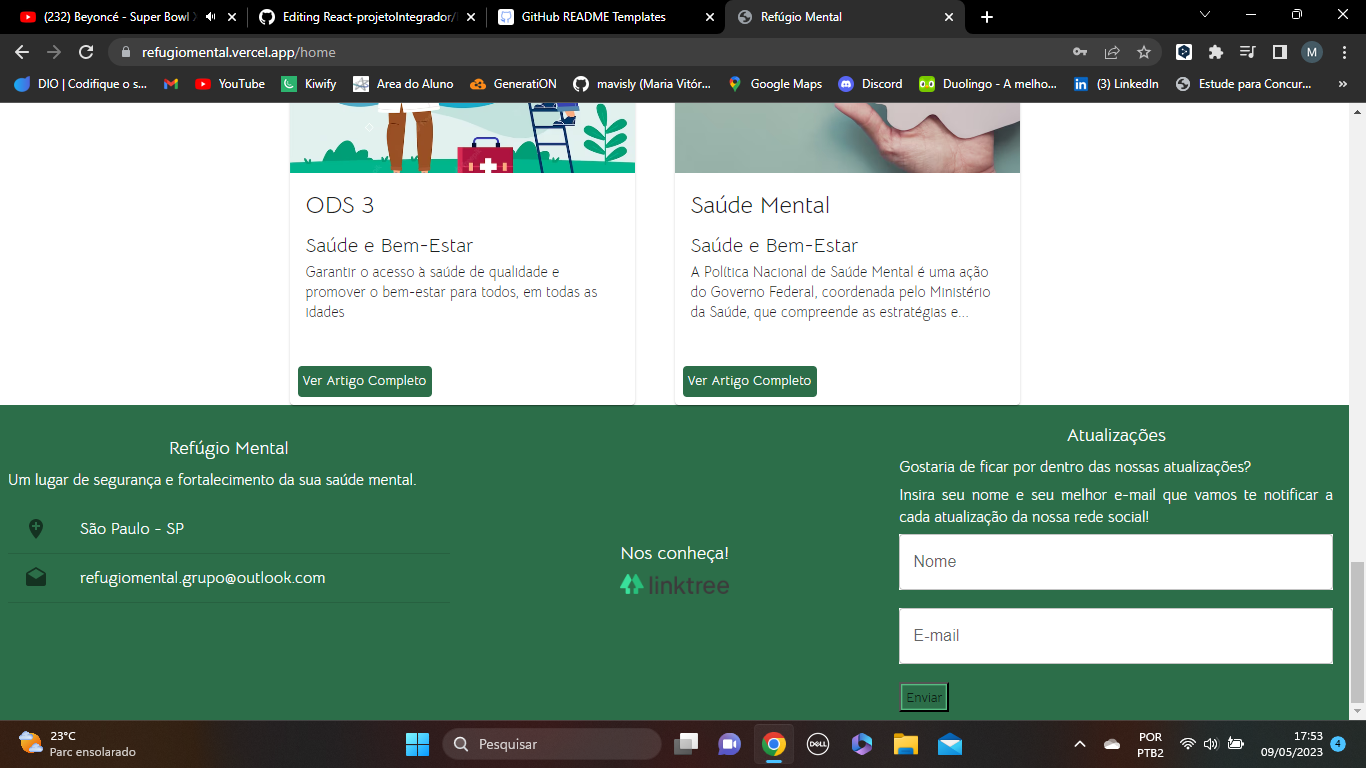 (232) Beyoncé - Super Bowl
Editing React-projetoIntegrador/
GitHub README Templates
Refúgio Mental
refugiomental.vercel.app/home
M
DIO | Codifique o s...
YouTube
Kiwify
Area do Aluno
GeneratiON
mavisly (Maria Vitór...
Google Maps
Discord
Duolingo - A melho...
(3) LinkedIn
Estude para Concur...
»
ODS 3
Saúde e Bem-Estar
Garantir o acesso à saúde de qualidade e
promover o bem-estar para todos, em todas as
idades
Ver Artigo Completo
Saúde Mental
Saúde e Bem-Estar
A Política Nacional de Saúde Mental é uma ação
do Governo Federal, coordenada pelo Ministério
da Saúde, que compreende as estratégias e...
Ver Artigo Completo
Refúgio Mental
Um lugar de segurança e fortalecimento da sua saúde mental.
São Paulo - SP
refugiomental.grupo@outlook.com
Nos conheça!
linktree
Atualizações
Gostaria de ficar por dentro das nossas atualizações?
Insira seu nome e seu melhor e-mail que vamos te notificar a
cada atualização da nossa rede social!
Nome
E-mail
Enviar
23°C
Parc ensolarado
Pesquisar
DELL
POR
PTB2
17:53
09/05/2023
4